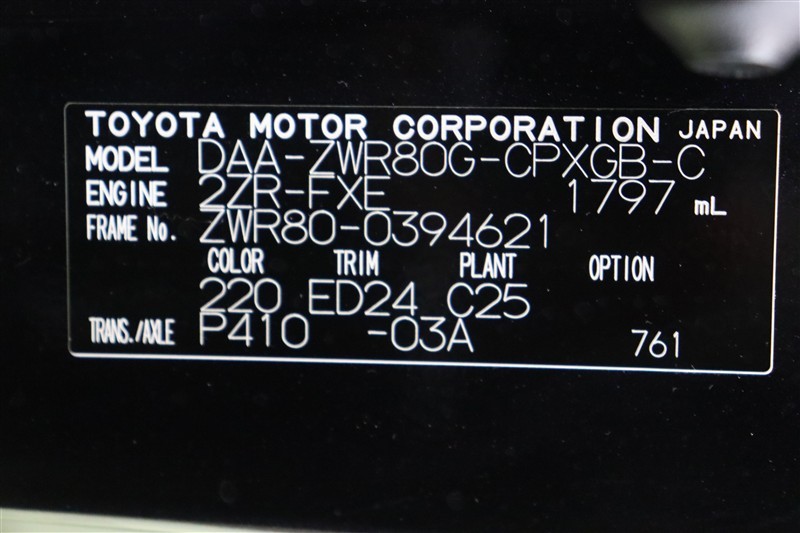 TOYOTA MOTOR CORPORATION JAPAN
MODEL DAA-ZWR80G-CPXGB-C
ENGINE 2ZR-FXE 1797 mL
FRAME No. ZWR80-0394621
COLOR TRIM PLANT OPTION
220 ED24 C25
TRANS./AXLE P410 -03A 761